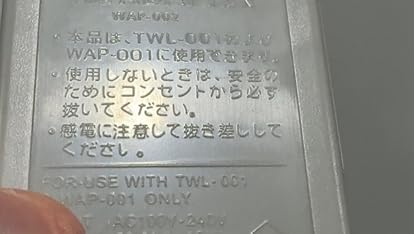 WAP-002
・本品は、TWL-001および
WAP-001に使用できます。
・使用しないときは、安全の
ためにコンセントから必ず
抜いてください。
・感電に注意して抜き差しして
ください。
FOR USE WITH TWL-001
WAP-001 ONLY
AC100V-240V